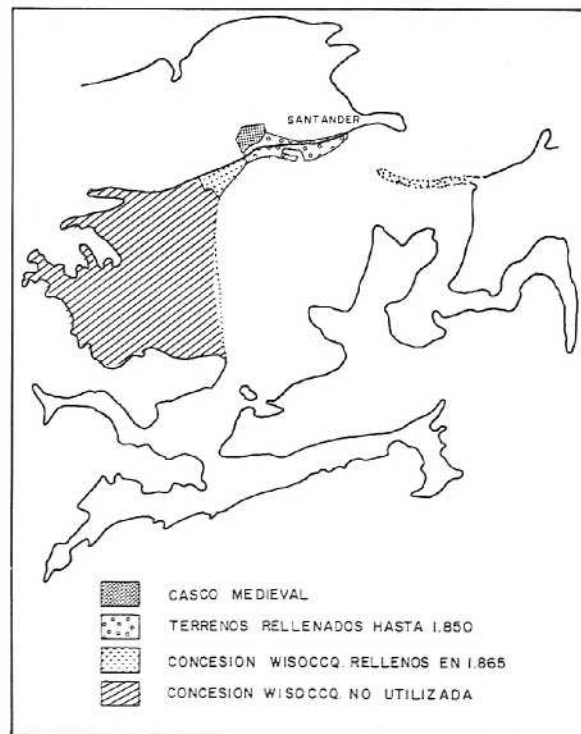 SANTANDER
CASCO MEDIEVAL
TERRENOS RELLENADOS HASTA 1.850
CONCESION WISOCCQ. RELLENOS EN 1.865
CONCESION WISOCCQ. NO UTILIZADA